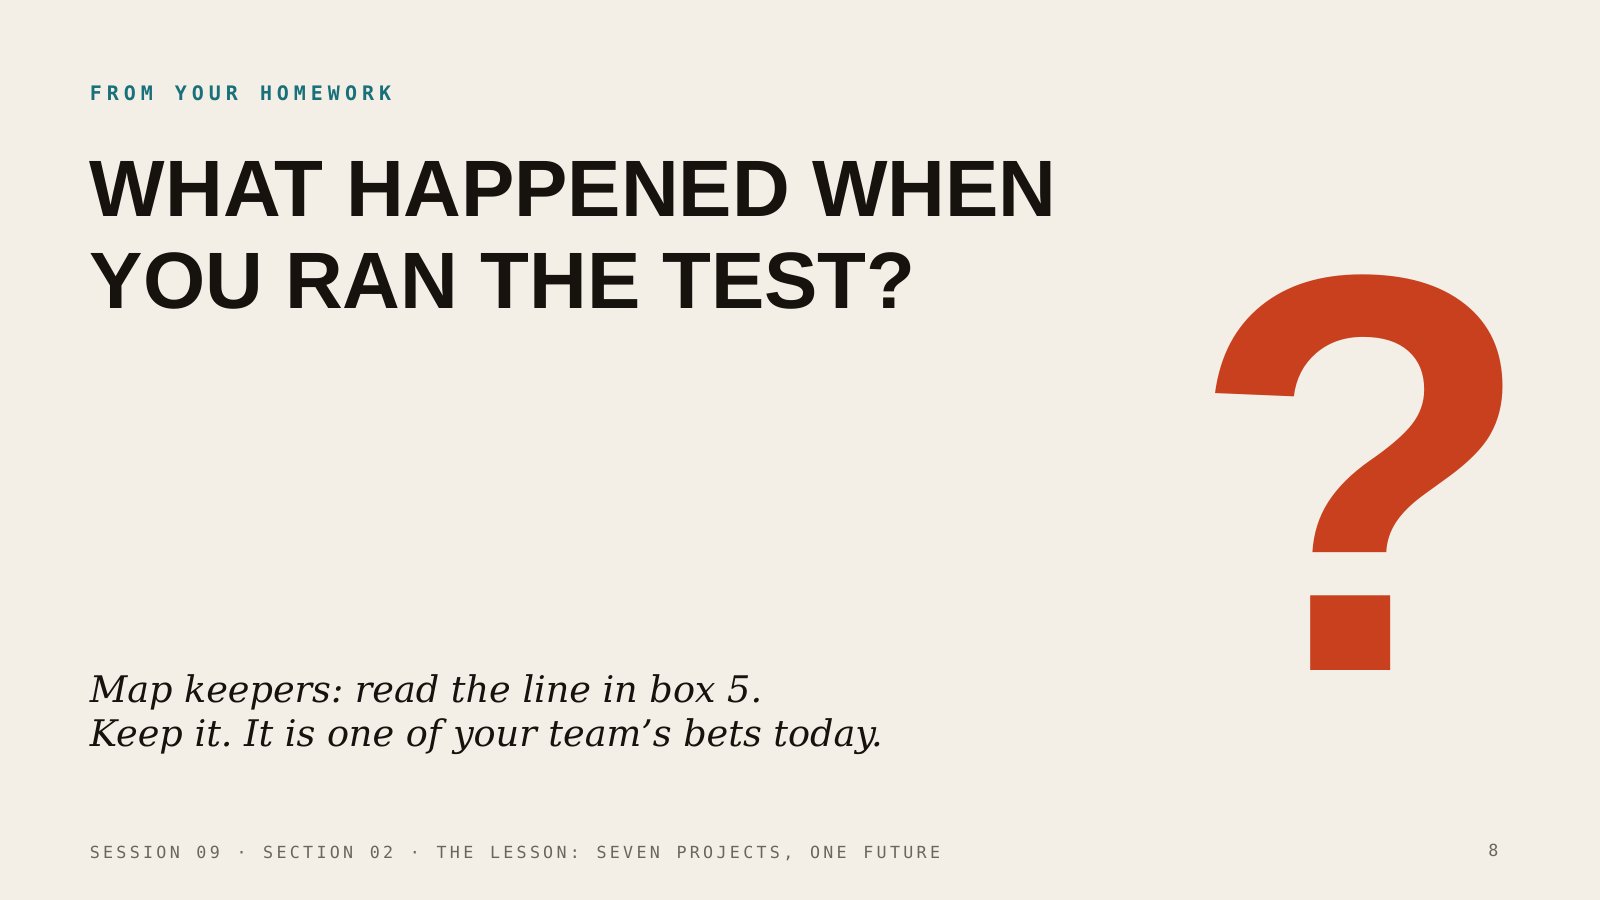 FROM YOUR HOMEWORK
WHAT HAPPENED WHEN
YOU RAN THE TEST?
?
Map keepers: read the line in box 5.
Keep it. It is one of your team’s bets today.
SESSION 09 · SECTION 02 · THE LESSON: SEVEN PROJECTS, ONE FUTURE
8